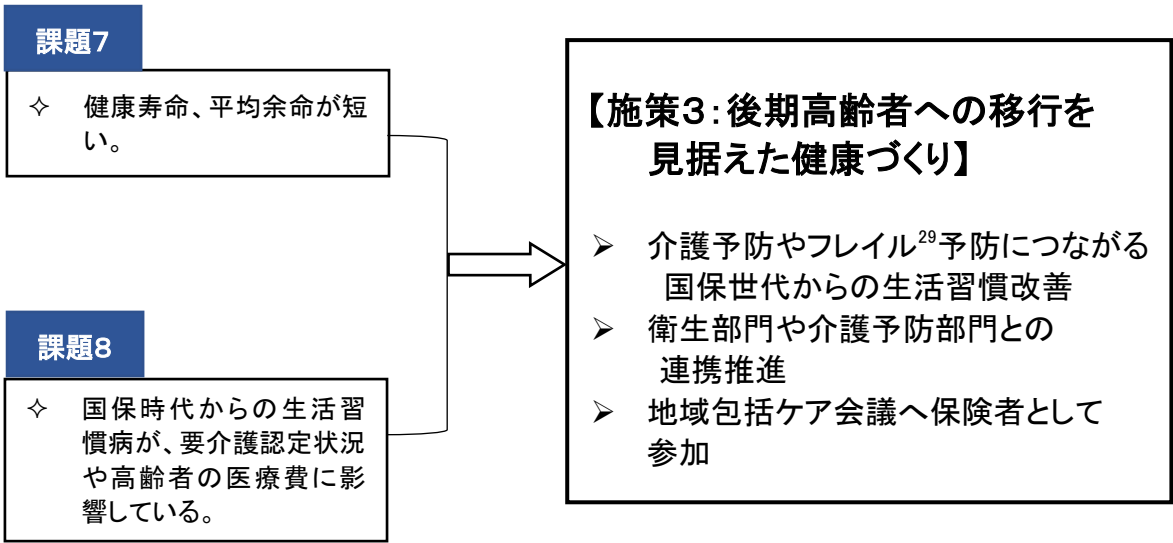 課題7
✧ 健康寿命、平均余命が短
い。
課題8
✧ 国保時代からの生活習
慣病が、要介護認定状況
や高齢者の医療費に影
響している。
【施策3:後期高齢者への移行を
見据えた健康づくり】
➢ 介護予防やフレイル29予防につながる
国保世代からの生活習慣改善
➢ 衛生部門や介護予防部門との
連携推進
➢ 地域包括ケア会議へ保険者として
参加